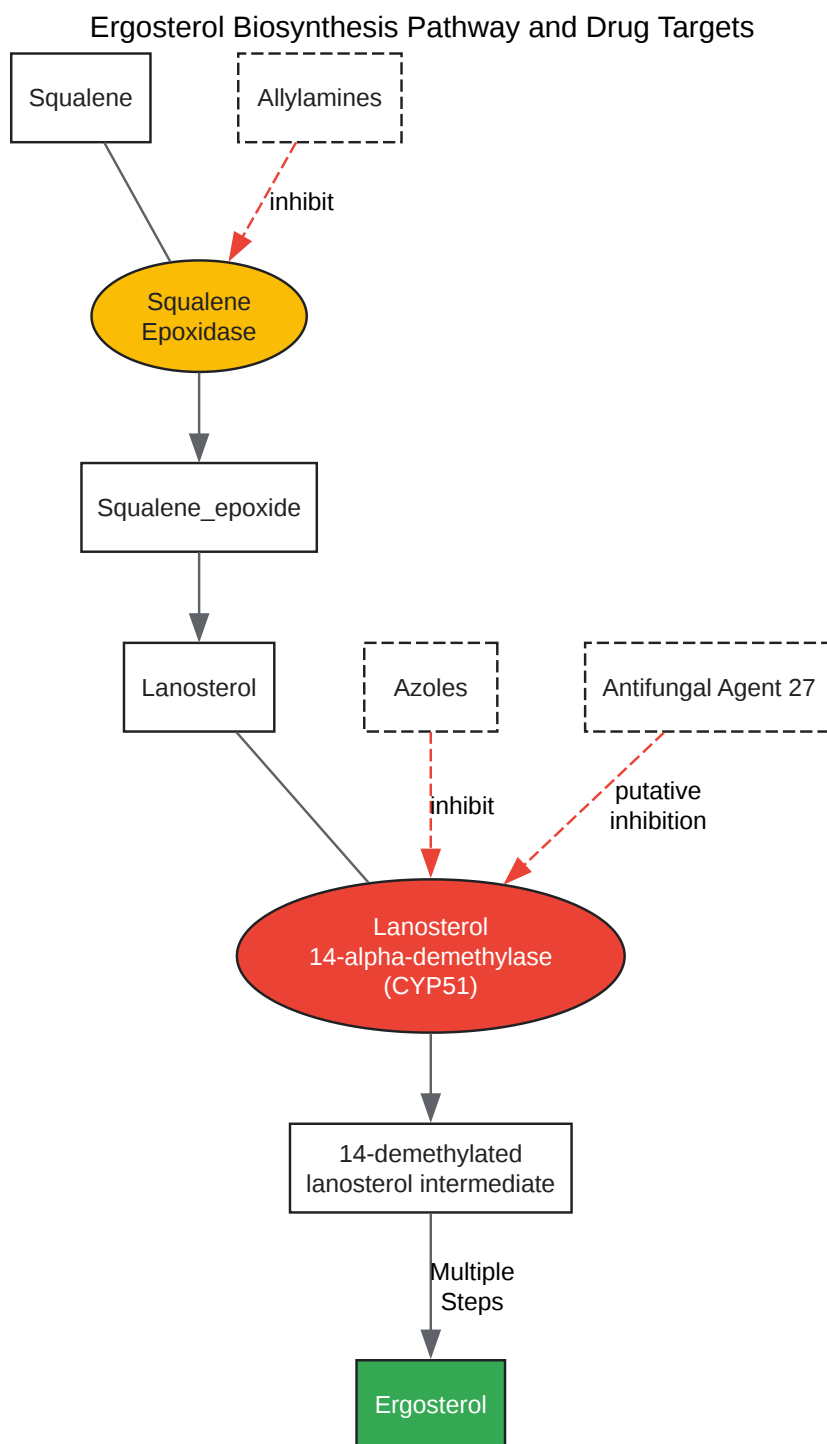 Ergosterol Biosynthesis Pathway and Drug Targets
Squalene
Allylamines
inhibit
Squalene
Epoxidase
Squalene_epoxide
Lanosterol
Azoles
Antifungal Agent 27
inhibit
putative
inhibition
Lanosterol
14-alpha-demethylase
(CYP51)
14-demethylated
lanosterol intermediate
Multiple
Steps
Ergosterol